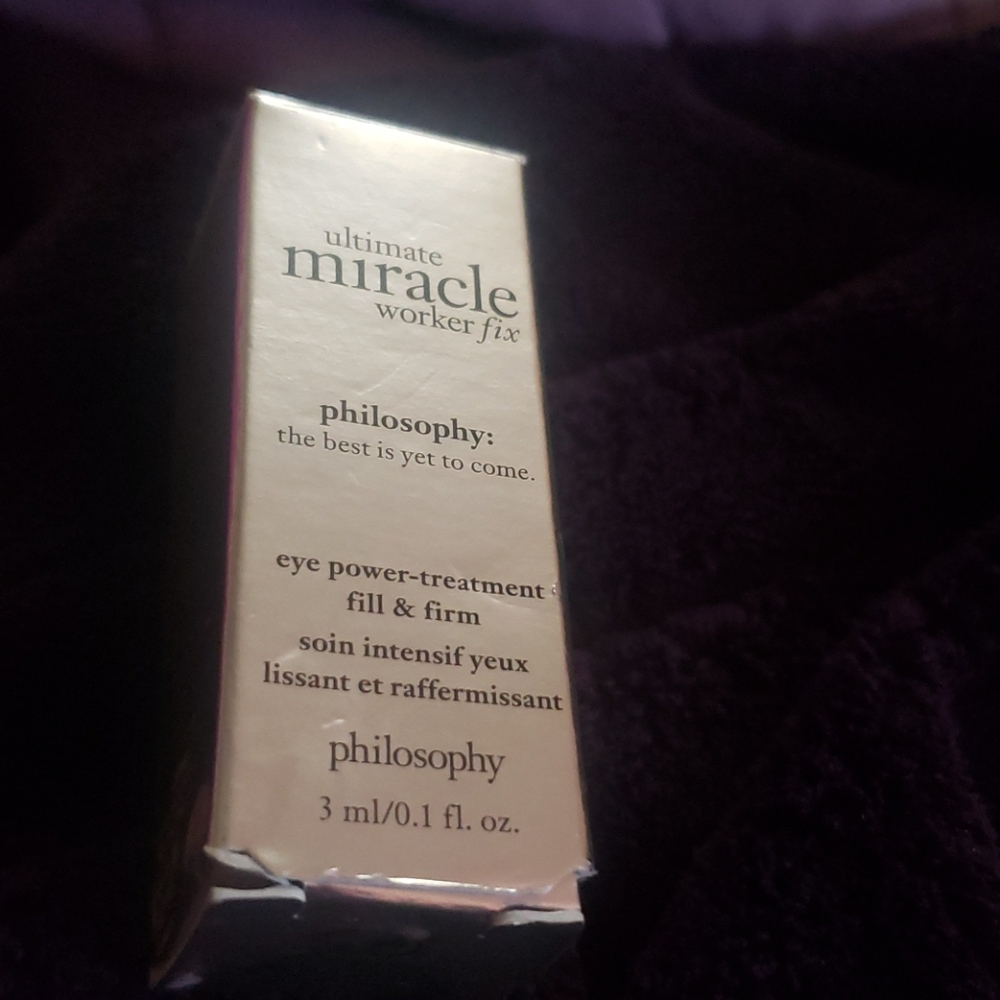 ultimate
miracle
worker fix
philosophy:
the best is yet to come.
eye power-treatment
fill & firm
soin intensif yeux
lissant et raffermissant
philosophy
3 ml/0.1 fl. oz.